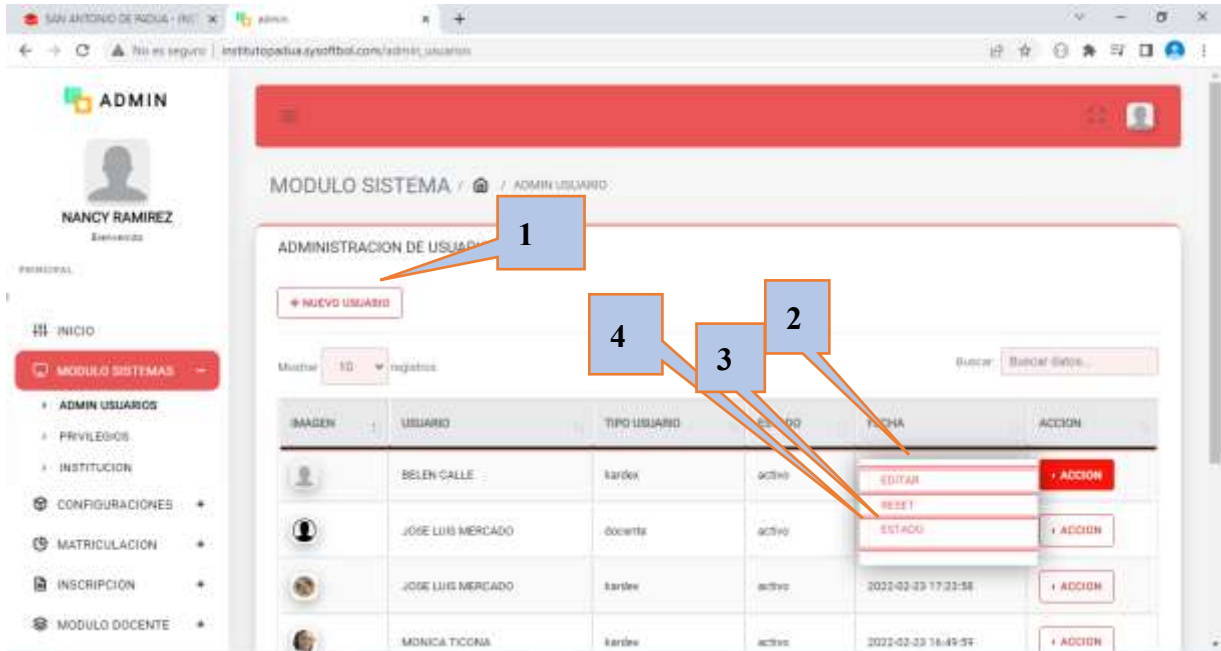 SAN ANTONIO DE PADUA - INST
admin
No es seguro | institutopadua.sysoftbol.com/admin_usuarios
ADMIN
NANCY RAMIREZ
Bienvenido
PRINCIPAL
INICIO
MODULO SISTEMAS −
ADMIN USUARIOS
PRIVILEGIOS
INSTITUCION
CONFIGURACIONES +
MATRICULACION +
INSCRIPCION +
MODULO DOCENTE +
MODULO SISTEMA / / ADMIN USUARIO
1
ADMINISTRACION DE USUARIO
+ NUEVO USUARIO
4
3
2
Mostrar 10 registros
Buscar: Buscar datos...
IMAGEN USUARIO TIPO USUARIO FECHA ACCION
BELEN CALLE kardex activo ACCION
EDITAR
RESET
ESTADO
JOSE LUIS MERCADO docente activo ACCION
JOSE LUIS MERCADO kardex activo 2022-02-23 17:23:58 ACCION
MONICA TICONA kardex activo 2022-02-23 16:49:59 ACCION